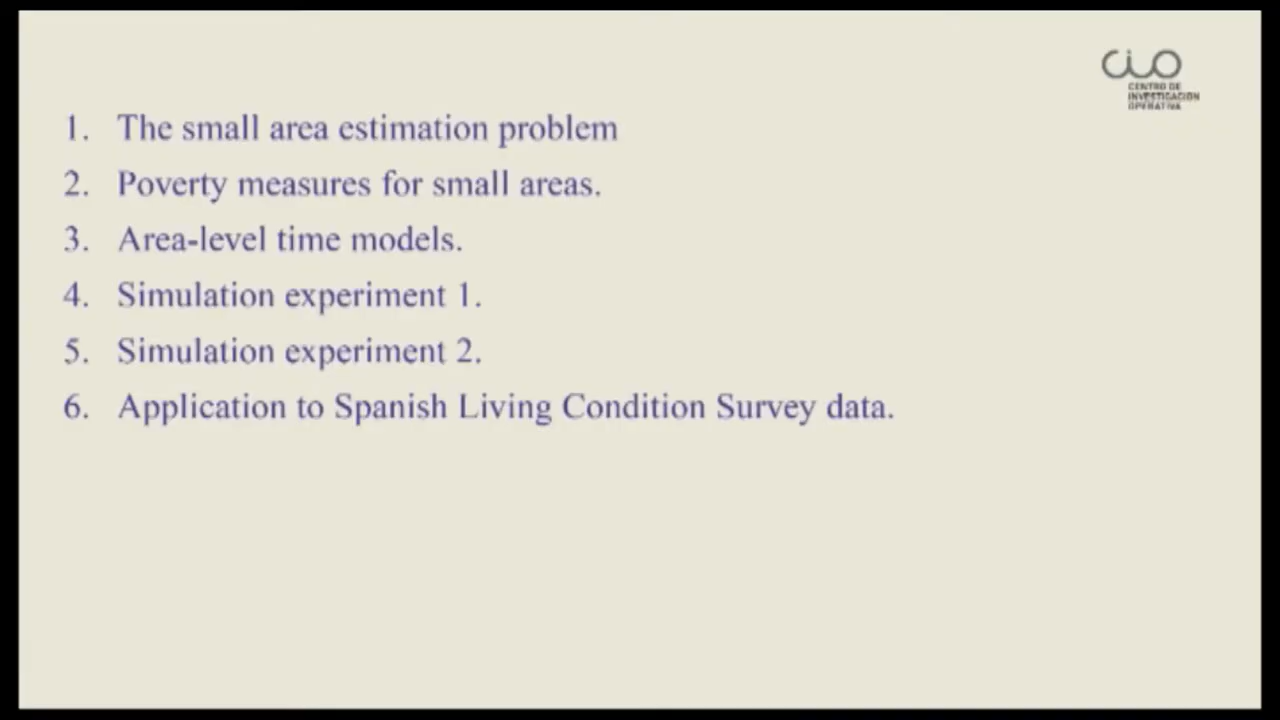 CIO
CENTRO DE
INVESTIGACIÓN
OPERATIVA
1. The small area estimation problem
2. Poverty measures for small areas.
3. Area-level time models.
4. Simulation experiment 1.
5. Simulation experiment 2.
6. Application to Spanish Living Condition Survey data.